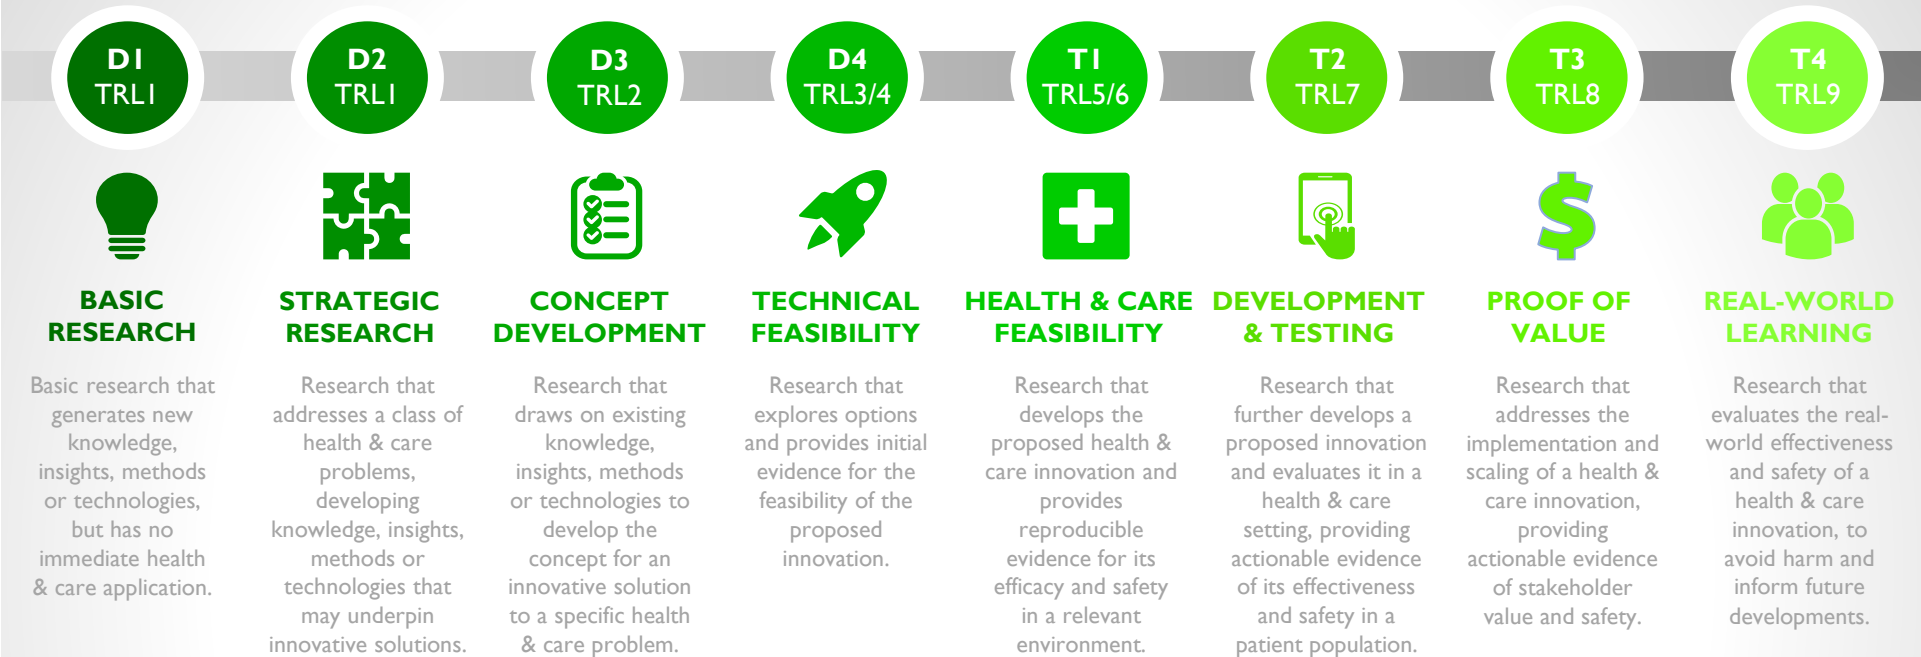 D1
TRL1
D2
TRL1
D3
TRL2
D4
TRL3/4
T1
TRL5/6
T2
TRL7
T3
TRL8
T4
TRL9
BASIC
RESEARCH
Basic research that
generates new
knowledge,
insights, methods
or technologies,
but has no
immediate health
& care application.
STRATEGIC
RESEARCH
Research that
addresses a class of
health & care
problems,
developing
knowledge, insights,
methods or
technologies that
may underpin
innovative solutions.
CONCEPT
DEVELOPMENT
Research that
draws on existing
knowledge,
insights, methods
or technologies to
develop the
concept for an
innovative solution
to a specific health
& care problem.
TECHNICAL
FEASIBILITY
Research that
explores options
and provides initial
evidence for the
feasibility of the
proposed
innovation.
HEALTH & CARE
FEASIBILITY
Research that
develops the
proposed health &
care innovation and
provides
reproducible
evidence for its
efficacy and safety
in a relevant
environment.
DEVELOPMENT
& TESTING
Research that
further develops a
proposed innovation
and evaluates it in a
health & care
setting, providing
actionable evidence
of its effectiveness
and safety in a
patient population.
$
PROOF OF
VALUE
Research that
addresses the
implementation and
scaling of a health &
care innovation,
providing
actionable evidence
of stakeholder
value and safety.
REAL-WORLD
LEARNING
Research that
evaluates the real-
world effectiveness
and safety of a
health & care
innovation, to
avoid harm and
inform future
developments.